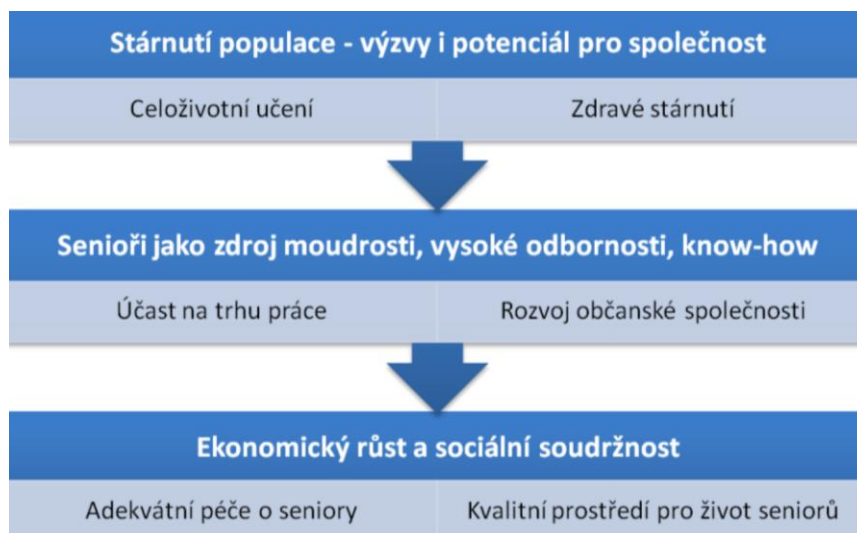 Stárnutí populace - výzvy i potenciál pro společnost
Celoživotní učení
Zdravé stárnutí
Senioři jako zdroj moudrosti, vysoké odbornosti, know-how
Účast na trhu práce
Rozvoj občanské společnosti
Ekonomický růst a sociální soudržnost
Adekvátní péče o seniory
Kvalitní prostředí pro život seniorů